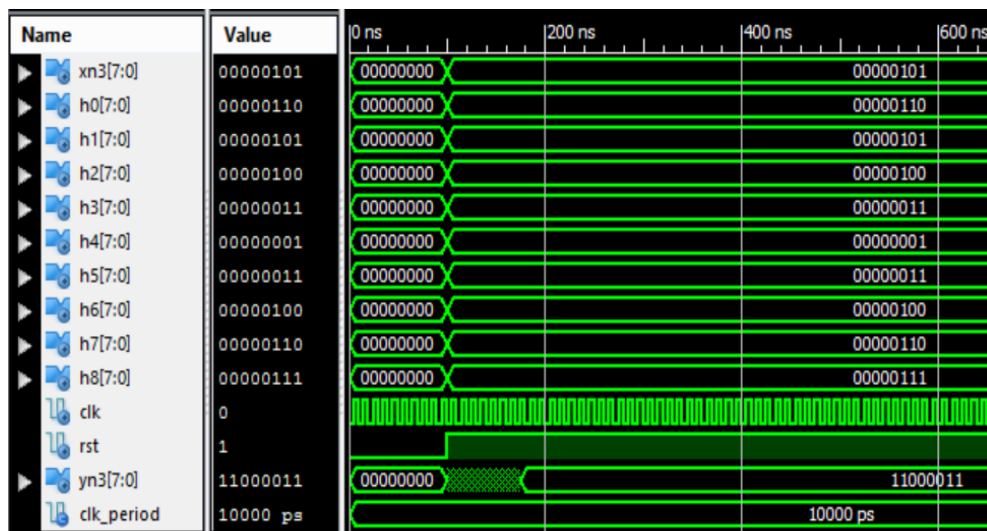 Name Value 0 ns 200 ns 400 ns 600 ns
xn3[7:0] 00000101 00000000 00000101
h0[7:0] 00000110 00000000 00000110
h1[7:0] 00000101 00000000 00000101
h2[7:0] 00000100 00000000 00000100
h3[7:0] 00000011 00000000 00000011
h4[7:0] 00000001 00000000 00000001
h5[7:0] 00000011 00000000 00000011
h6[7:0] 00000100 00000000 00000100
h7[7:0] 00000110 00000000 00000110
h8[7:0] 00000111 00000000 00000111
clk 0
rst 1
yn3[7:0] 11000011 00000000 11000011
clk_period 10000 ps 10000 ps